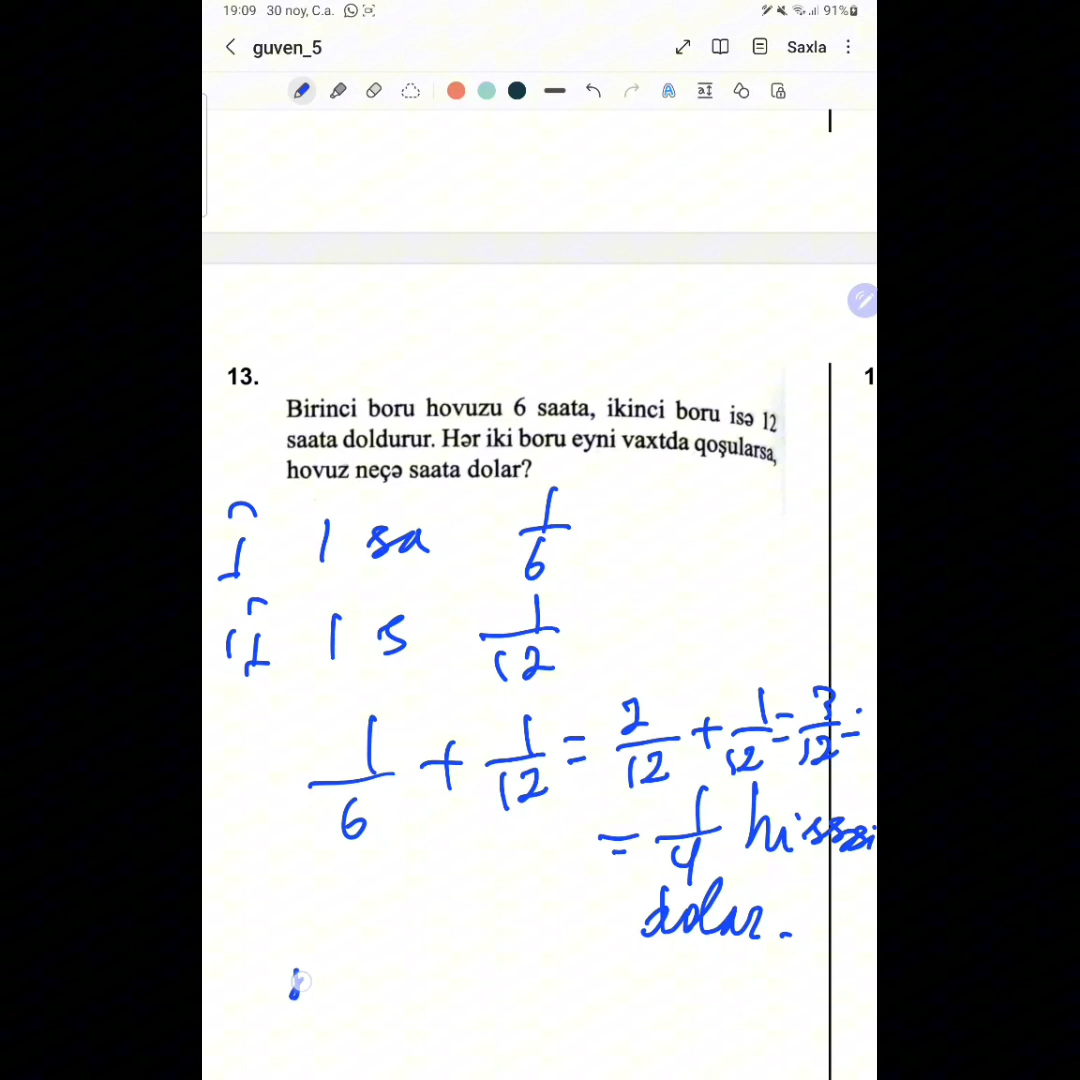 19:09 30 noy, C.a. 91%
guven_5 Saxla
13. 1
Birinci boru hovuzu 6 saata, ikinci boru isə 12
saata doldurur. Hər iki boru eyni vaxtda qoşularsa,
hovuz neçə saata dolar?
I 1 sa 1/6
II 1 s 1/12
1/6 + 1/12 = 2/12 + 1/12 = 3/12 =
= 1/4 hissəsi
dolar.